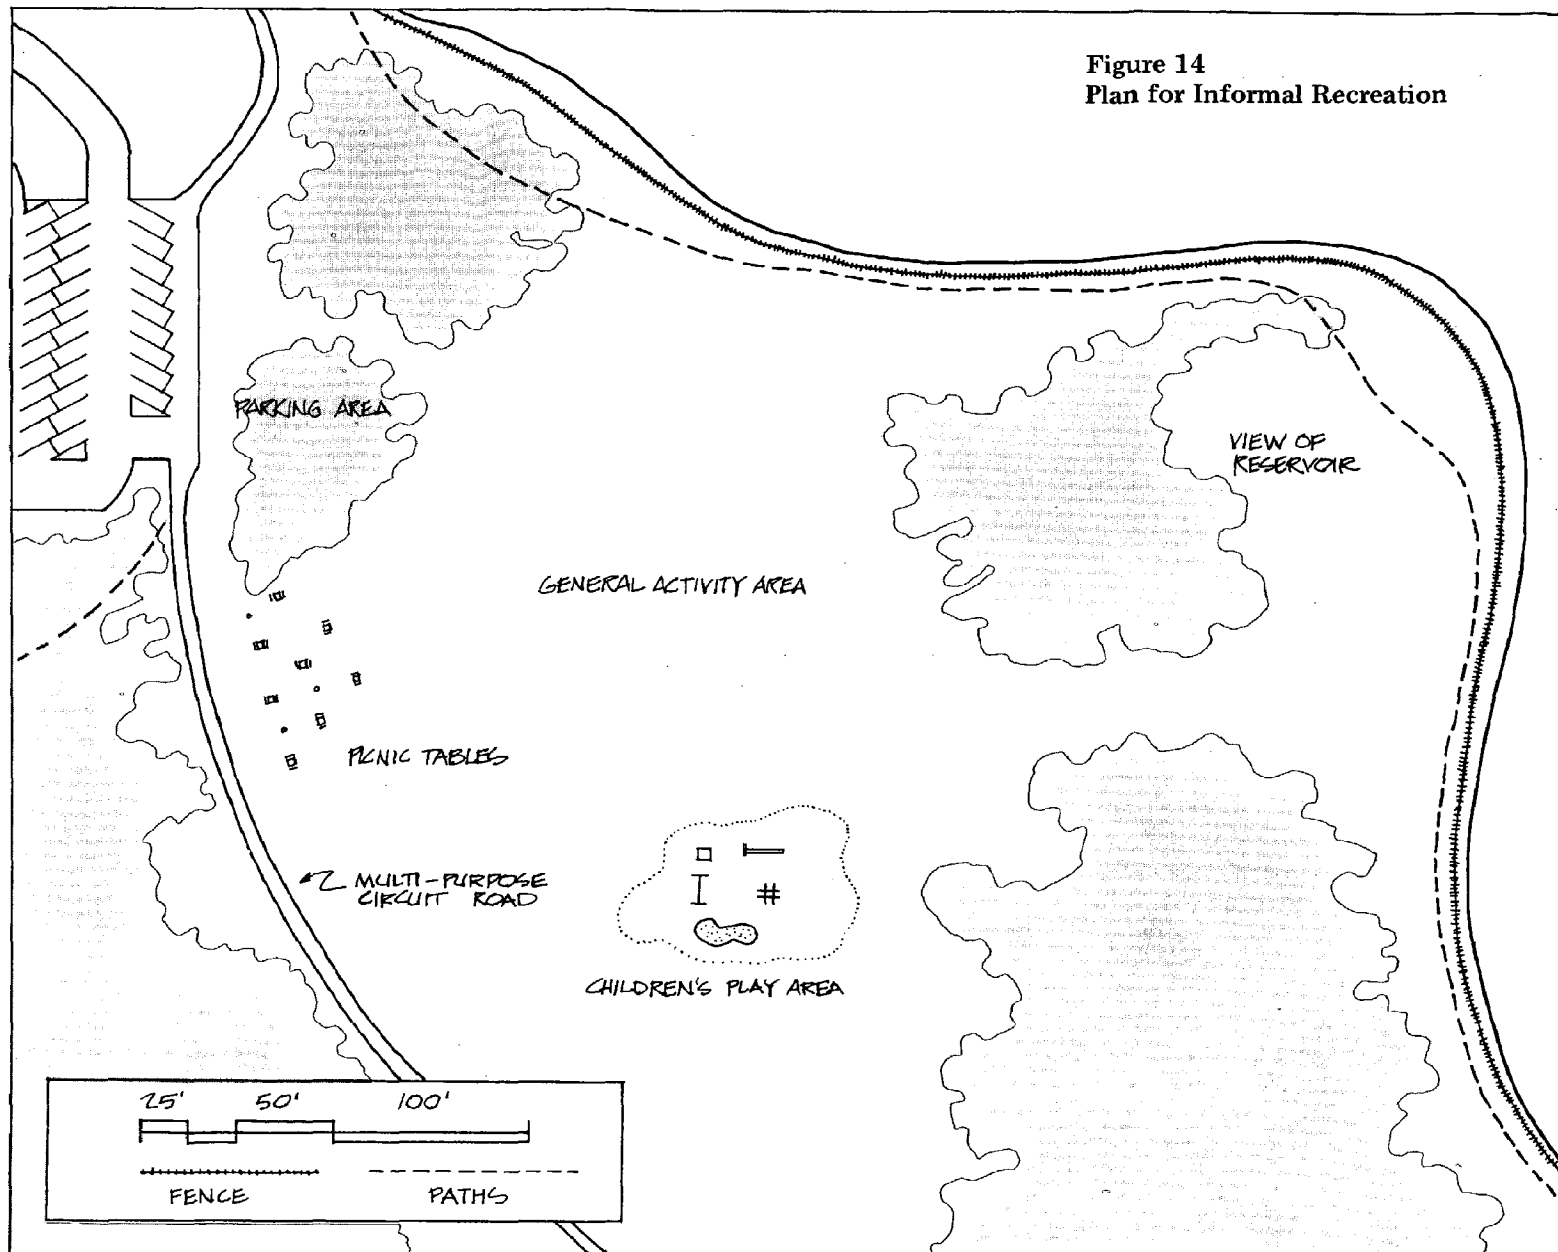 Figure 14
Plan for Informal Recreation
PARKING AREA
VIEW OF
RESERVOIR
GENERAL ACTIVITY AREA
PICNIC TABLES
MULTI-PURPOSE
CIRCUIT ROAD
CHILDREN'S PLAY AREA
25' 50' 100'
FENCE PATHS